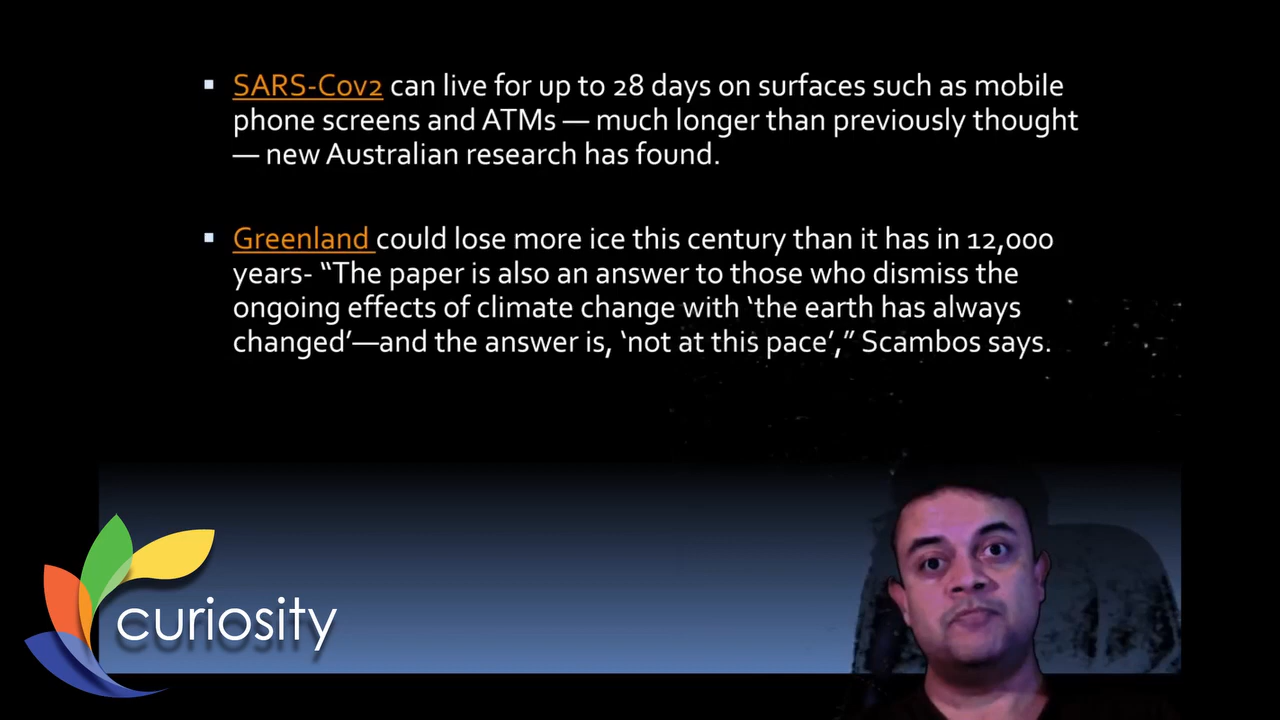 SARS-Cov2 can live for up to 28 days on surfaces such as mobile
phone screens and ATMs — much longer than previously thought
— new Australian research has found.
Greenland could lose more ice this century than it has in 12,000
years- “The paper is also an answer to those who dismiss the
ongoing effects of climate change with ‘the earth has always
changed’—and the answer is, ‘not at this pace’,” Scambos says.
curiosity